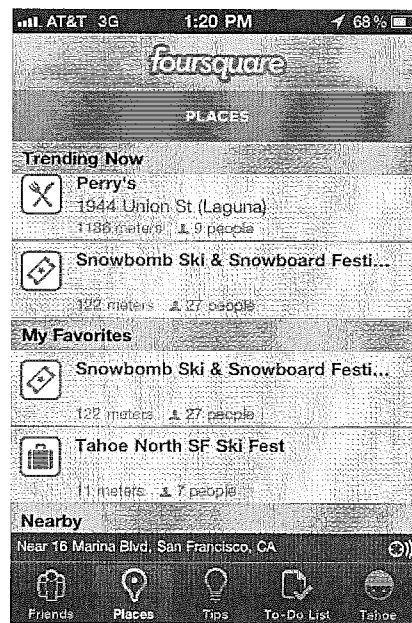 AT&T 3G 1:20 PM 68%
foursquare
PLACES
Trending Now
Perry's
1944 Union St (Laguna)
1136 meters 9 people
Snowbomb Ski & Snowboard Festi...
122 meters 27 people
My Favorites
Snowbomb Ski & Snowboard Festi...
122 meters 27 people
Tahoe North SF Ski Fest
11 meters 7 people
Nearby
Near 16 Marina Blvd, San Francisco, CA
Friends Places Tips To-Do List Tahoe